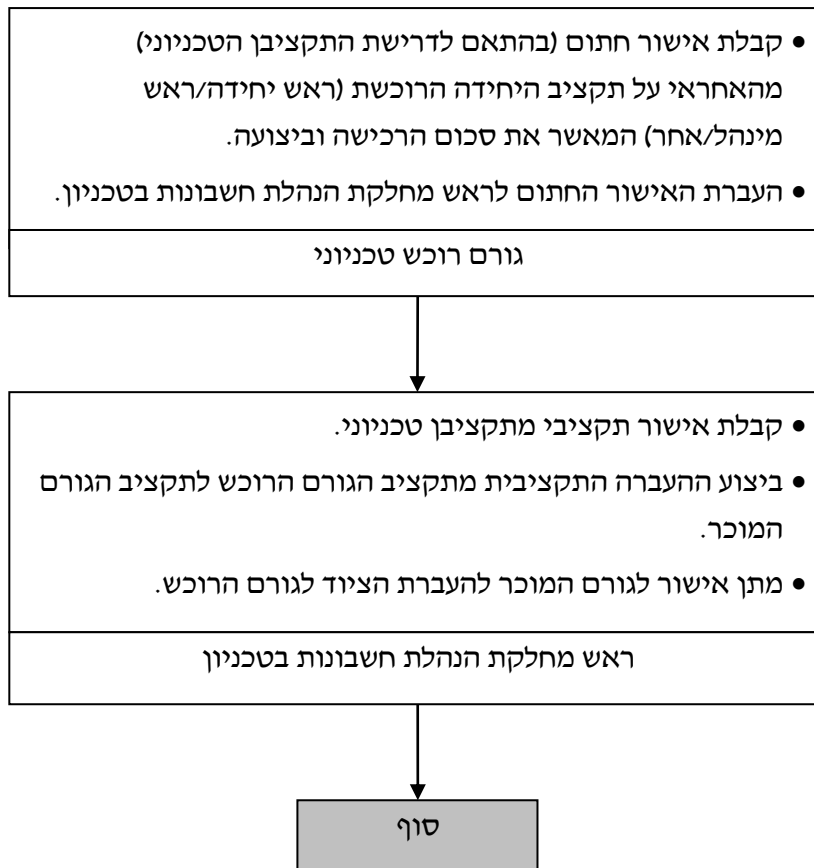 • קבלת אישור חתום (בהתאם לדרישת התקציבן הטכניוני)
מהאחראי על תקציב היחידה הרוכשת (ראש יחידה/ראש
מינהל/אחר) המאשר את סכום הרכישה וביצועה.
• העברת האישור החתום לראש מחלקת הנהלת חשבונות בטכניון.
גורם רוכש טכניוני
• קבלת אישור תקציבי מתקציבן טכניוני.
• ביצוע ההעברה התקציבית מתקציב הגורם הרוכש לתקציב הגורם
המוכר.
• מתן אישור לגורם המוכר להעברת הציוד לגורם הרוכש.
ראש מחלקת הנהלת חשבונות בטכניון
סוף